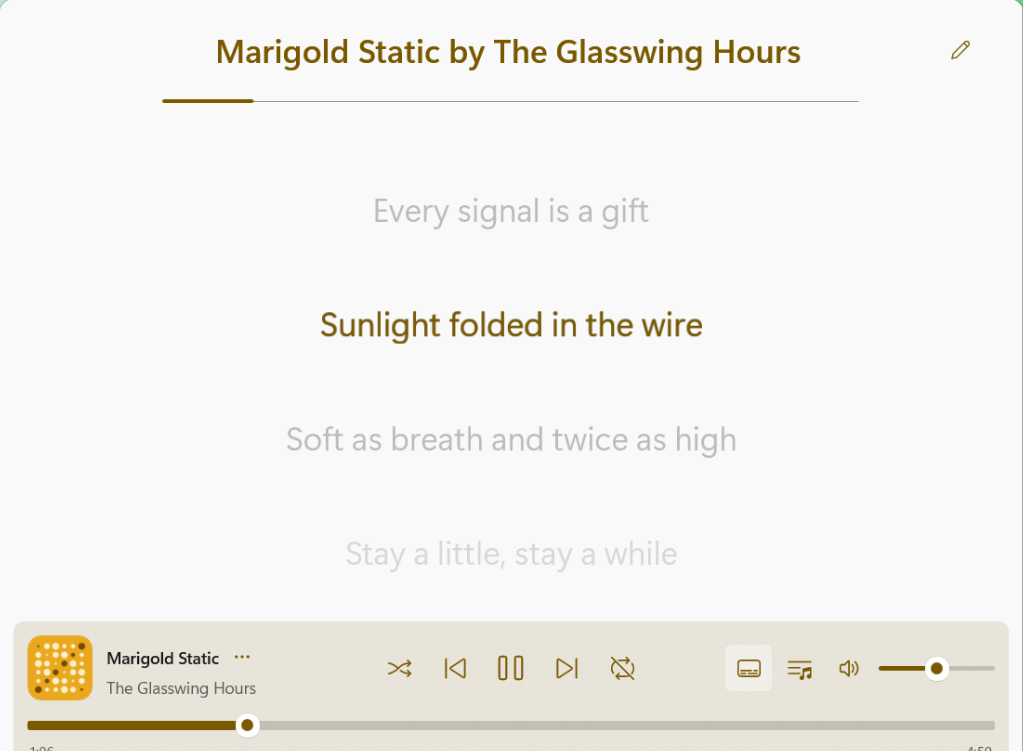 Marigold Static by The Glasswing Hours
Every signal is a gift
Sunlight folded in the wire
Soft as breath and twice as high
Stay a little, stay a while
Marigold Static ···
The Glasswing Hours